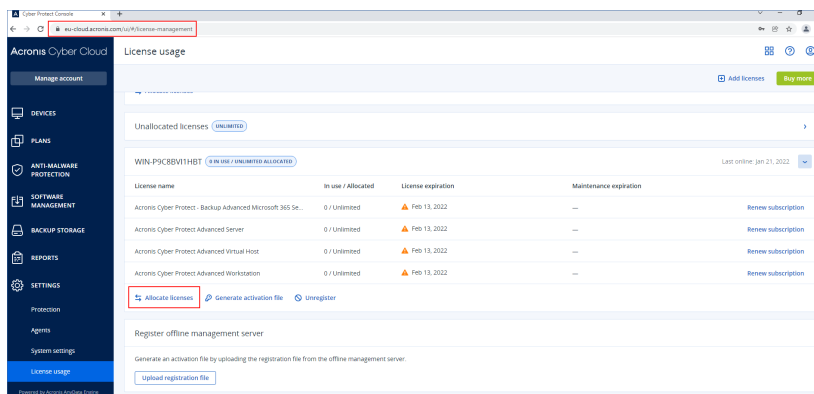 Cyber Protect Console
eu-cloud.acronis.com/ui/#/license-management
Acronis Cyber Cloud
License usage
Manage account
Add licenses
Buy more
DEVICES
Unallocated licenses UNLIMITED
PLANS
ANTI-MALWARE
PROTECTION
WIN-P9C8BVI1HBT 0 IN USE / UNLIMITED ALLOCATED Last online: Jan 21, 2022
License name In use / Allocated License expiration Maintenance expiration
SOFTWARE
MANAGEMENT
Acronis Cyber Protect - Backup Advanced Microsoft 365 Se... 0 / Unlimited Feb 13, 2022 — Renew subscription
BACKUP STORAGE
Acronis Cyber Protect Advanced Server 0 / Unlimited Feb 13, 2022 — Renew subscription
REPORTS
Acronis Cyber Protect Advanced Virtual Host 0 / Unlimited Feb 13, 2022 — Renew subscription
Acronis Cyber Protect Advanced Workstation 0 / Unlimited Feb 13, 2022 — Renew subscription
SETTINGS
Allocate licenses Generate activation file Unregister
Protection
Agents
Register offline management server
System settings
Generate an activation file by uploading the registration file from the offline management server.
License usage
Upload registration file
Powered by Acronis AnyData Engine